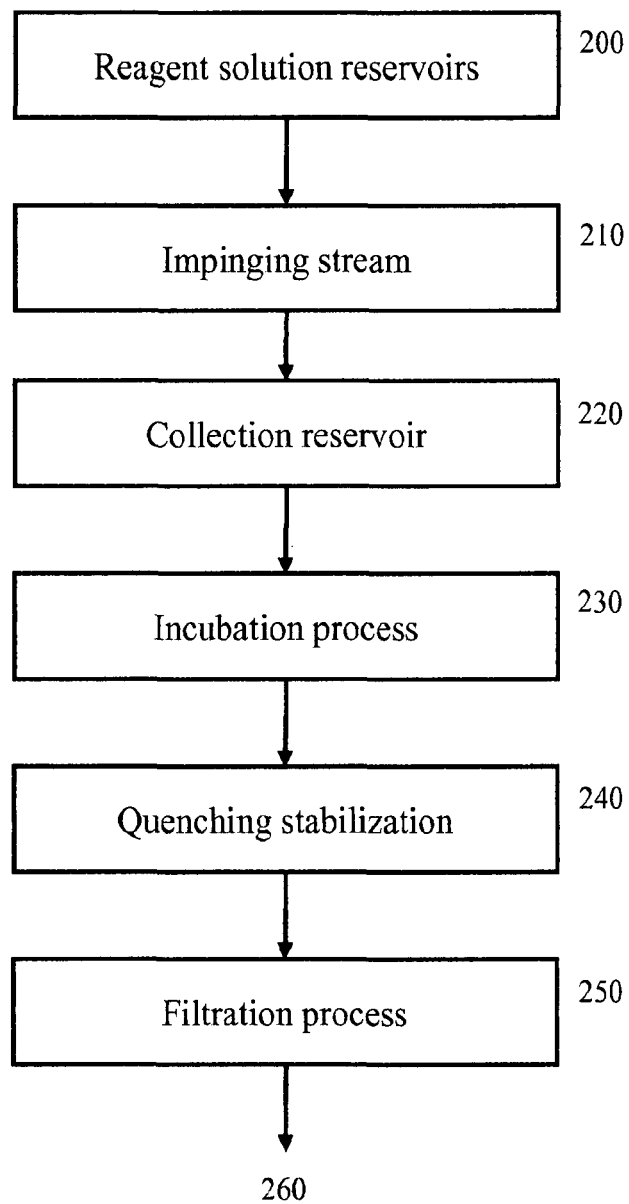 200
Reagent solution reservoirs
210
Impinging stream
220
Collection reservoir
230
Incubation process
240
Quenching stabilization
250
Filtration process
260